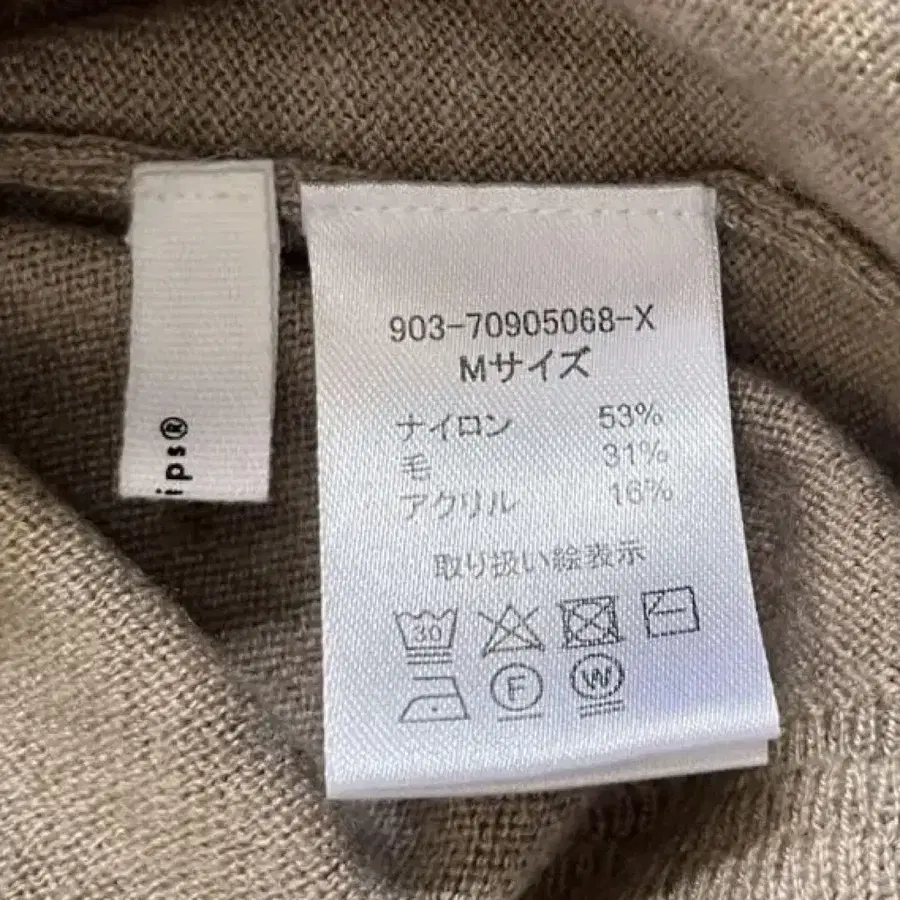 ips®
903-70905068-X
Mサイズ
ナイロン 53%
毛 31%
アクリル 16%
取り扱い絵表示
30
F
W